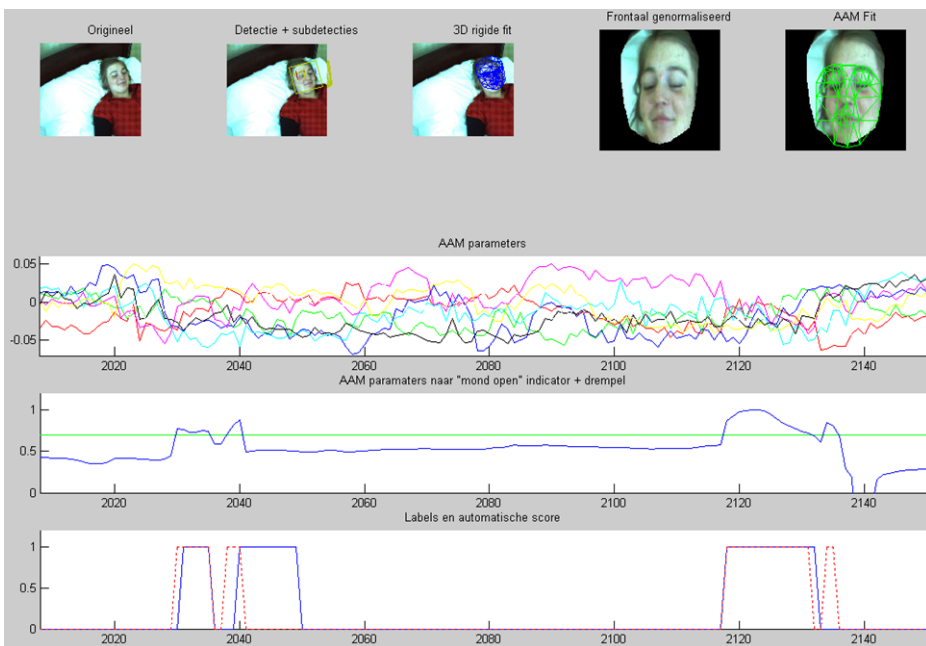 Origineel
Detectie + subdetecties
3D rigide fit
Frontaal genormaliseerd
AAM Fit
AAM parameters
0.05
0
-0.05
2020 2040 2060 2080 2100 2120 2140
AAM paramaters naar "mond open" indicator + drempel
1
0.5
0
2020 2040 2060 2080 2100 2120 2140
Labels en automatische score
1
0.5
0
2020 2040 2060 2080 2100 2120 2140